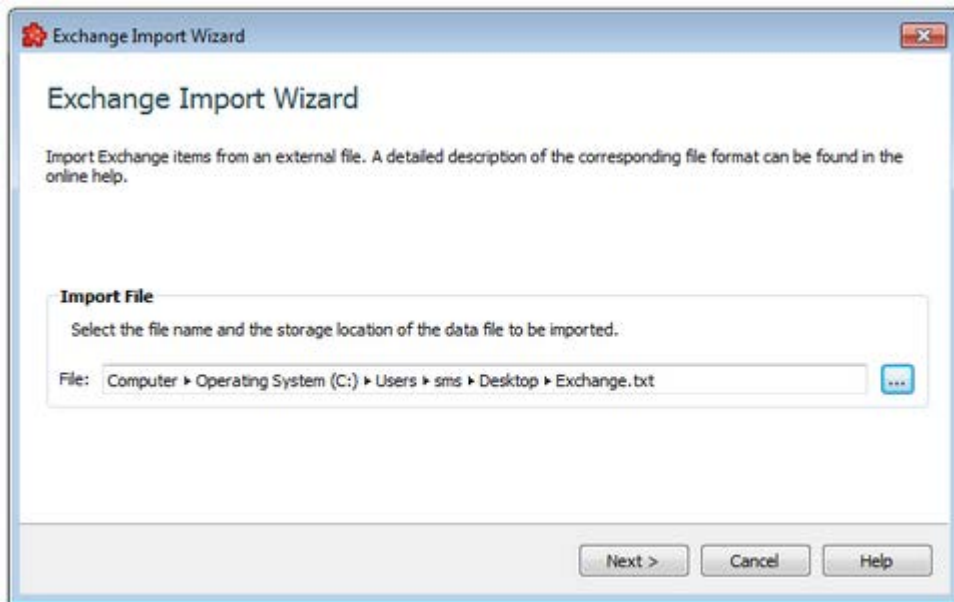 Exchange Import Wizard
Exchange Import Wizard
Import Exchange items from an external file. A detailed description of the corresponding file format can be found in the
online help.
Import File
Select the file name and the storage location of the data file to be imported.
File: Computer ▸ Operating System (C:) ▸ Users ▸ sms ▸ Desktop ▸ Exchange.txt ...
Next > Cancel Help